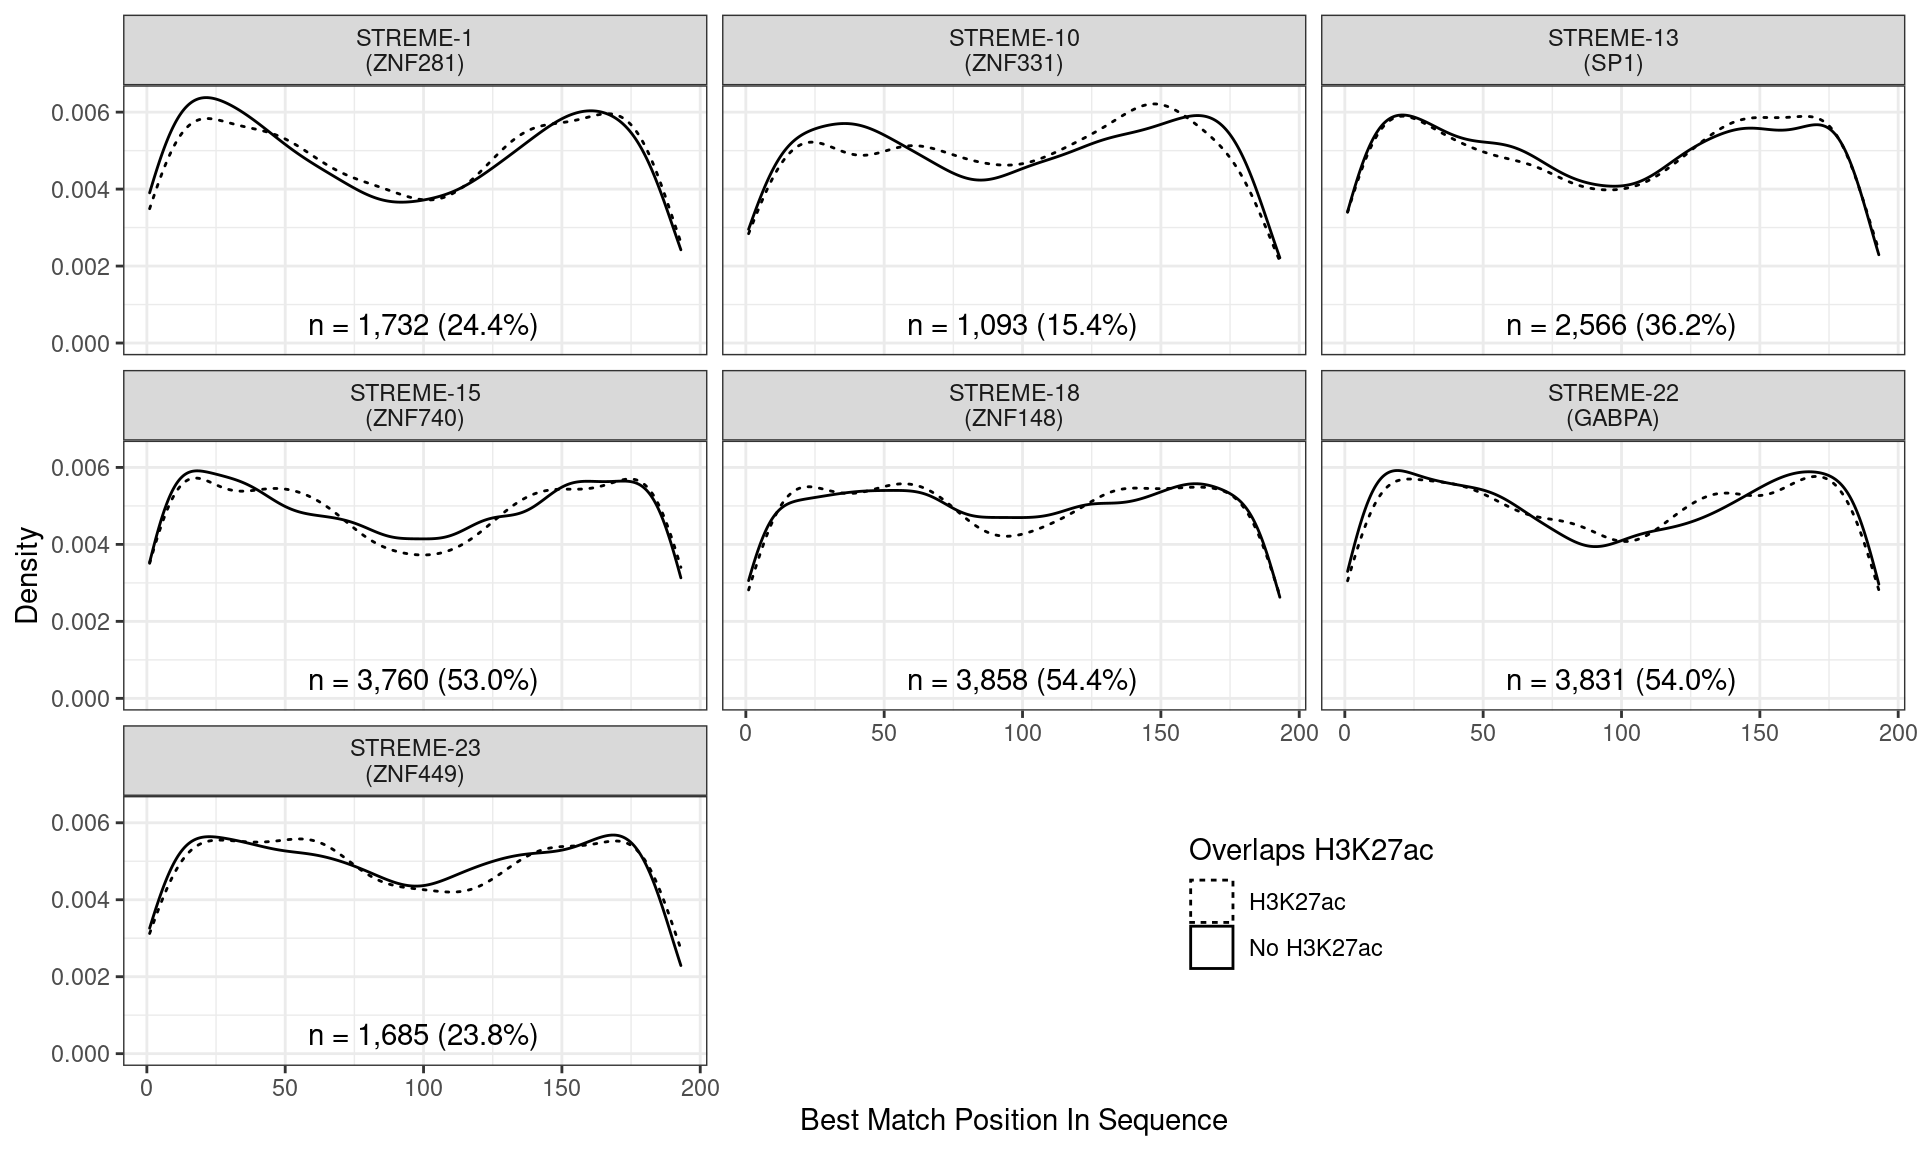 STREME-1
(ZNF281)
STREME-10
(ZNF331)
STREME-13
(SP1)
0.006
0.004
0.002
0.000
n = 1,732 (24.4%)
n = 1,093 (15.4%)
n = 2,566 (36.2%)
STREME-15
(ZNF740)
STREME-18
(ZNF148)
STREME-22
(GABPA)
Density
0.006
0.004
0.002
0.000
n = 3,760 (53.0%)
n = 3,858 (54.4%)
n = 3,831 (54.0%)
0 50 100 150 200
0 50 100 150 200
STREME-23
(ZNF449)
0.006
0.004
0.002
0.000
n = 1,685 (23.8%)
0 50 100 150 200
Overlaps H3K27ac
H3K27ac
No H3K27ac
Best Match Position In Sequence